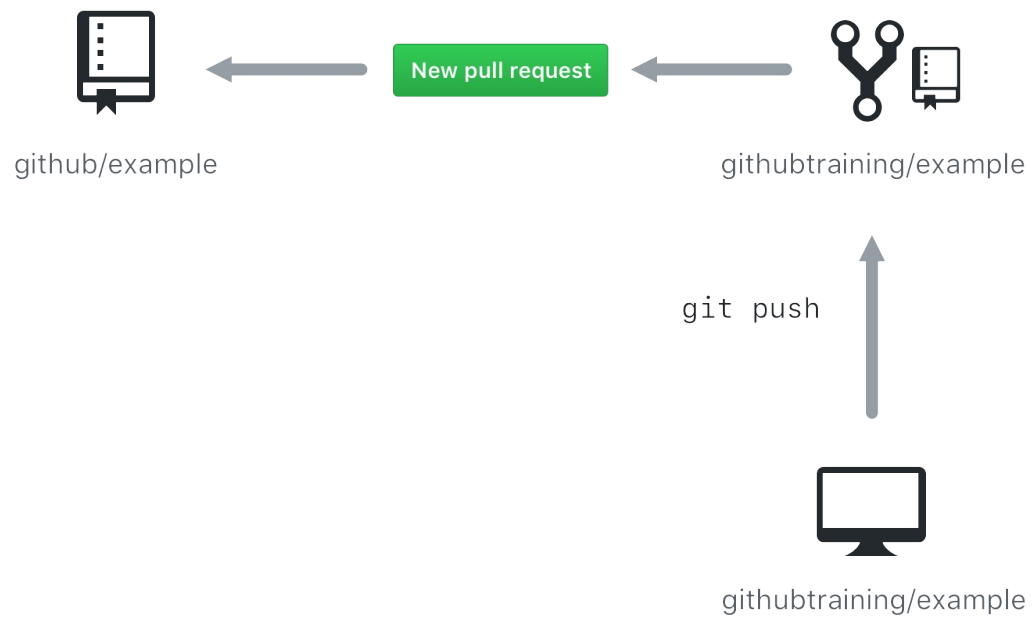 New pull request
github/example
githubtraining/example
git push
githubtraining/example